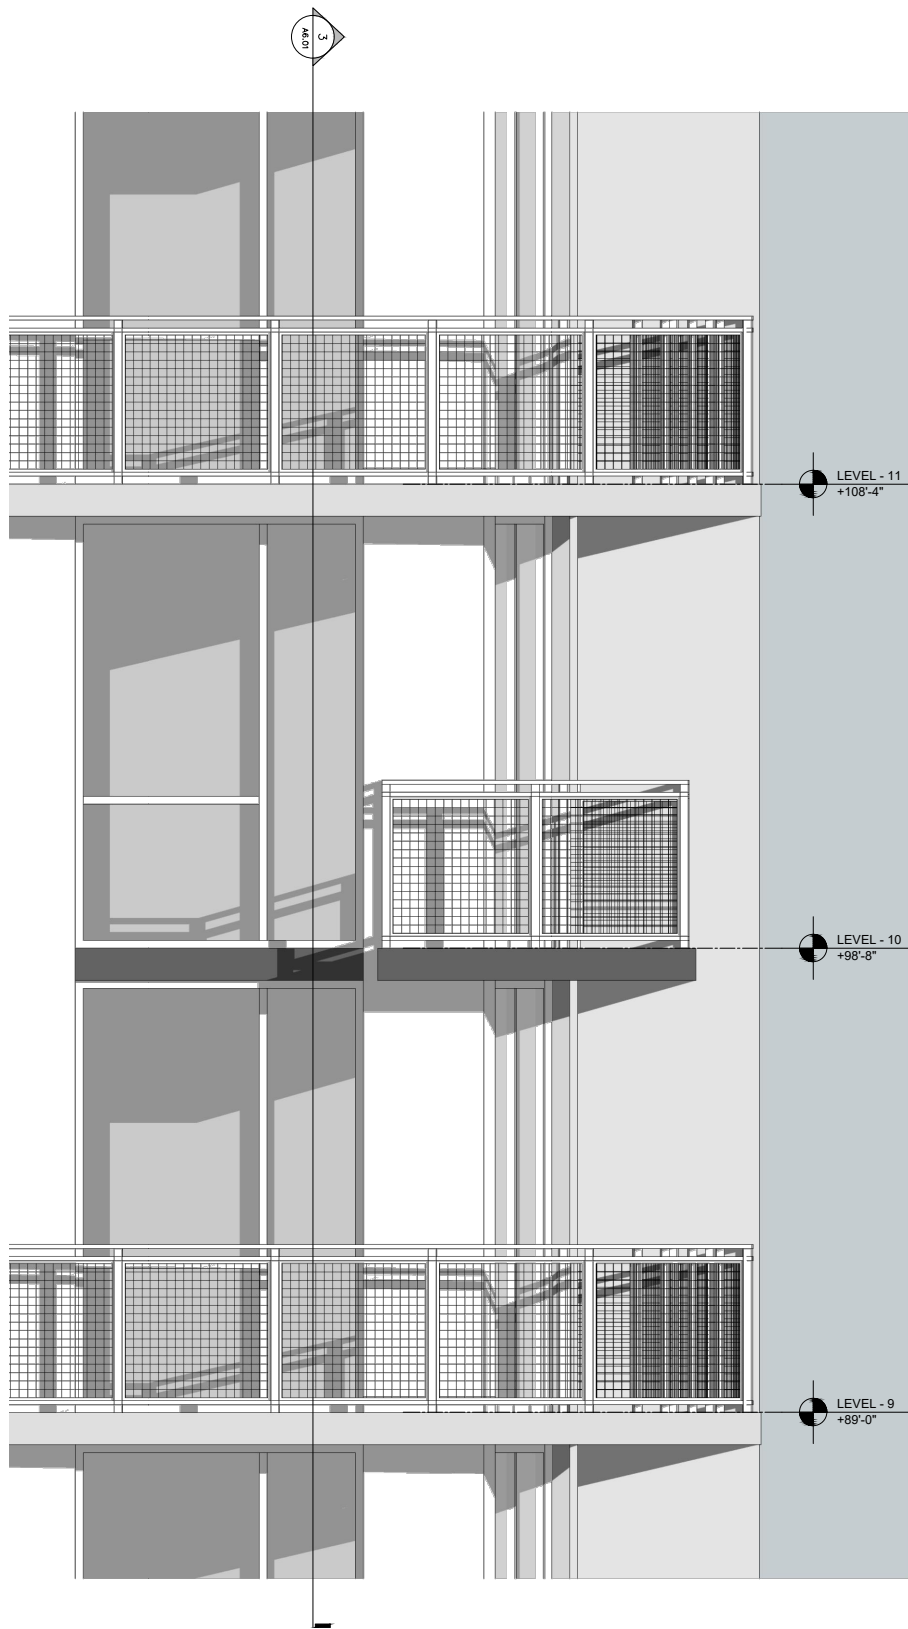 3
A6.01
LEVEL - 11
+108'-4"
LEVEL - 10
+98'-8"
LEVEL - 9
+89'-0"